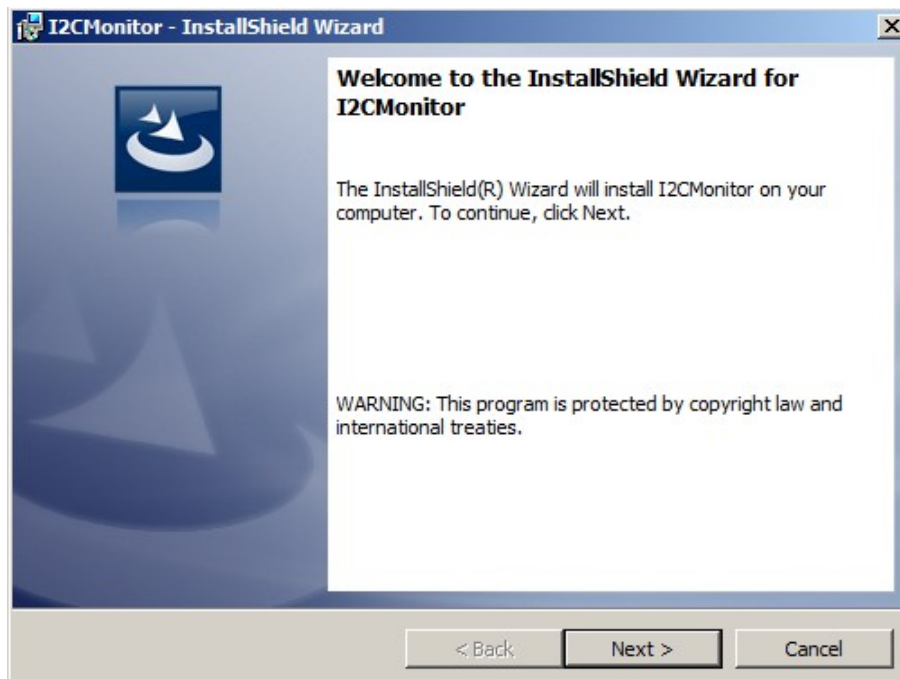 I2CMonitor - InstallShield Wizard
Welcome to the InstallShield Wizard for
I2CMonitor
The InstallShield(R) Wizard will install I2CMonitor on your
computer. To continue, click Next.
WARNING: This program is protected by copyright law and
international treaties.
< Back
Next >
Cancel